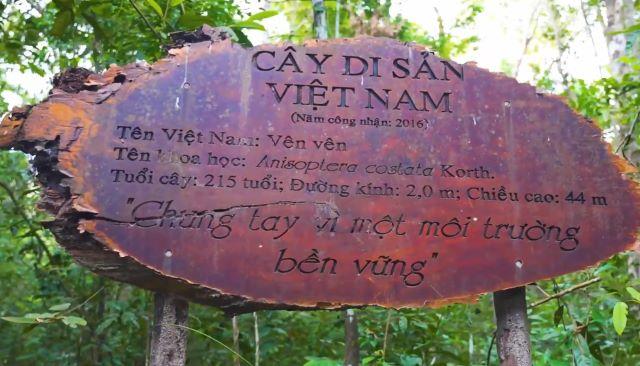 CÂY DI SẢN
VIỆT NAM
(Năm công nhận: 2016)
Tên Việt Nam: Vên vên
Tên khoa học: Anisoptera costata Korth.
Tuổi cây: 215 tuổi; Đường kính: 2,0 m; Chiều cao: 44 m
"Chung tay vì một môi trường
bền vững"